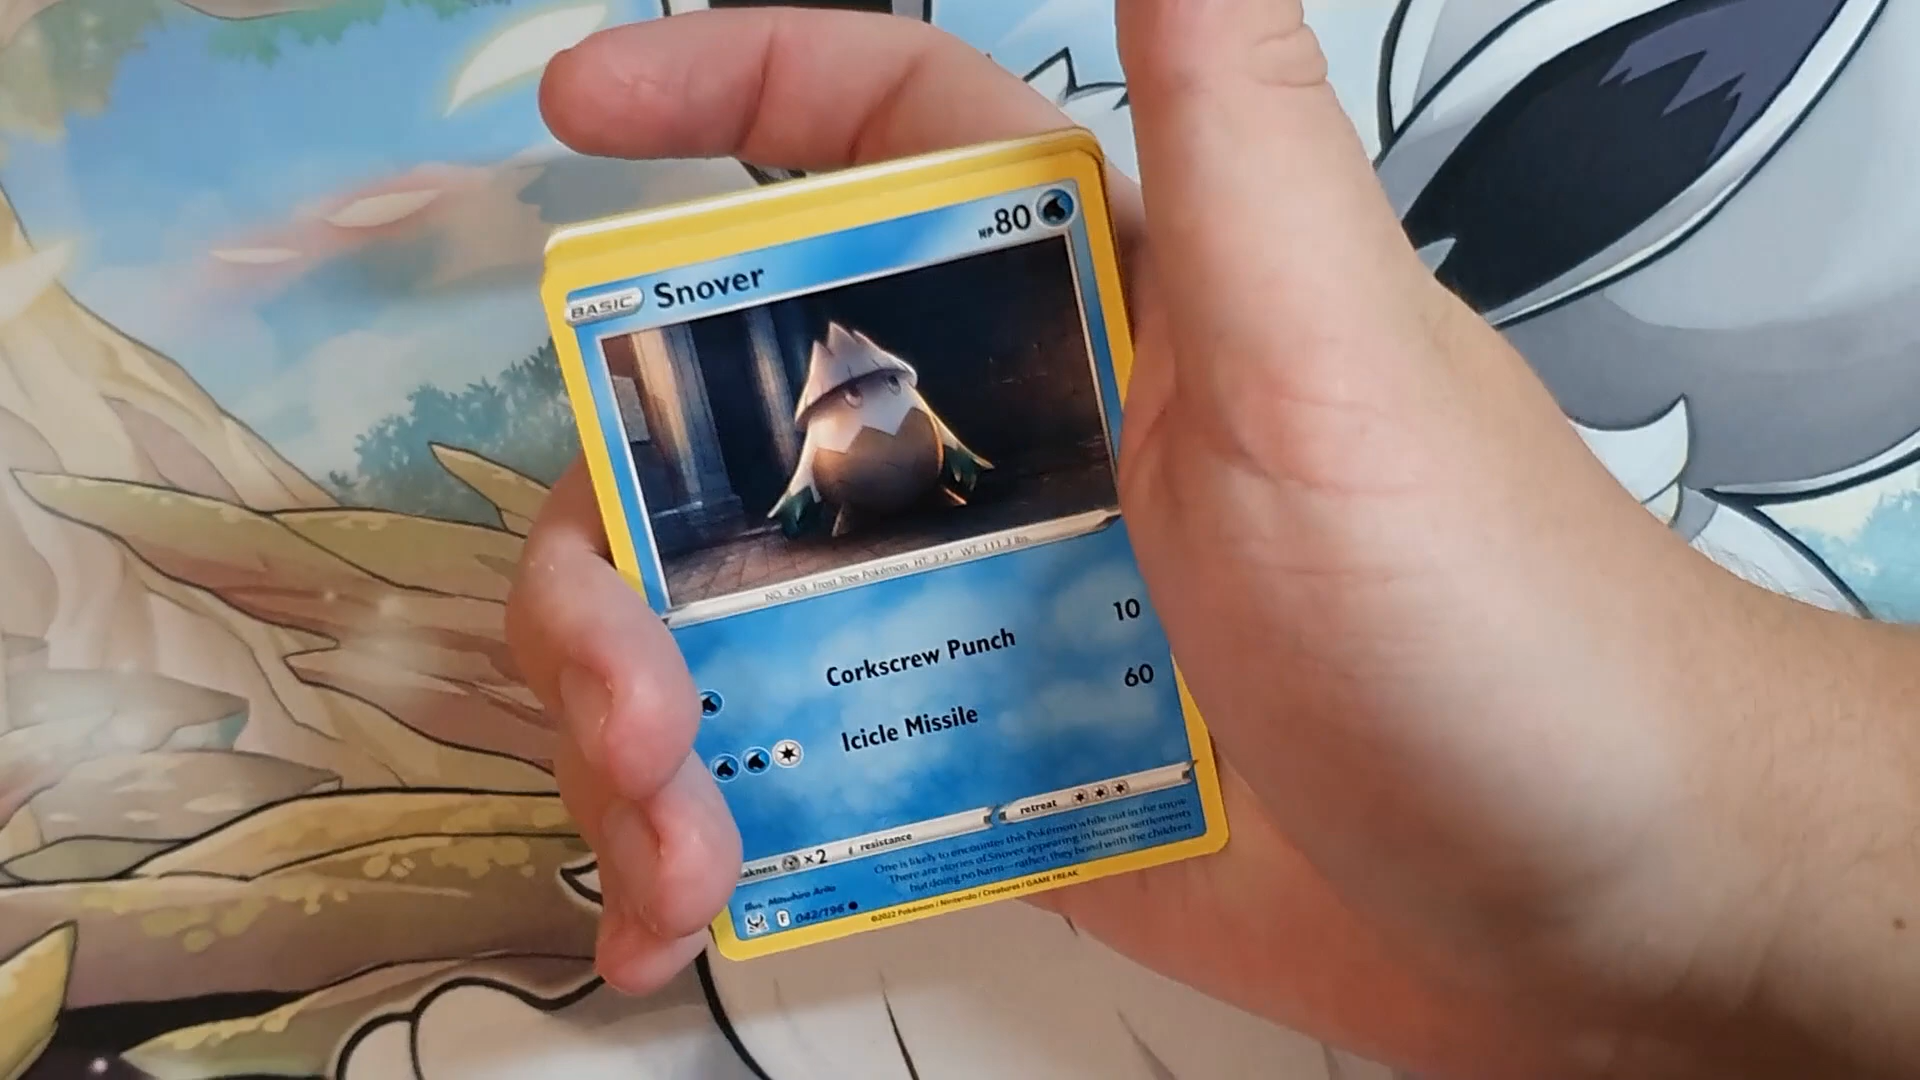 BASIC Snover HP 80
NO. 459 Frost Tree Pokémon HT: 3'3" WT: 111.3 lbs.
Corkscrew Punch 10
Icicle Missile 60
akness ×2 resistance retreat
One is likely to encounter this Pokémon while out in the snow.
There are stories of Snover appearing in human settlements
but doing no harm—rather, they bond with the children.
Illus. Mitsuhiro Arita
F 042/196
©2022 Pokémon / Nintendo / Creatures / GAME FREAK